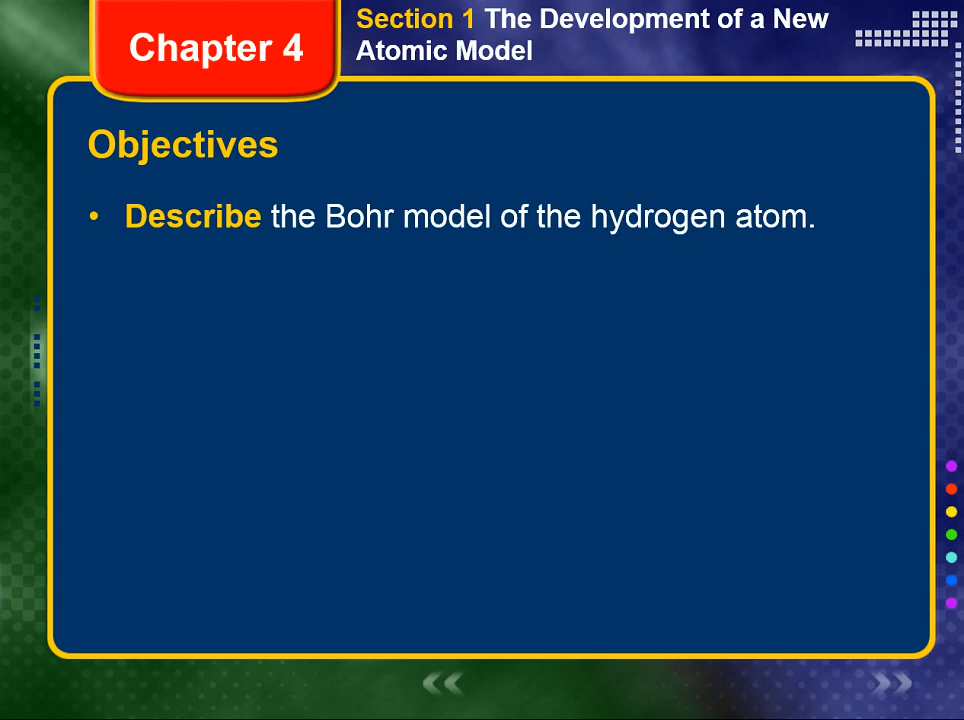 Chapter 4
Section 1 The Development of a New
Atomic Model
Objectives
• Describe the Bohr model of the hydrogen atom.